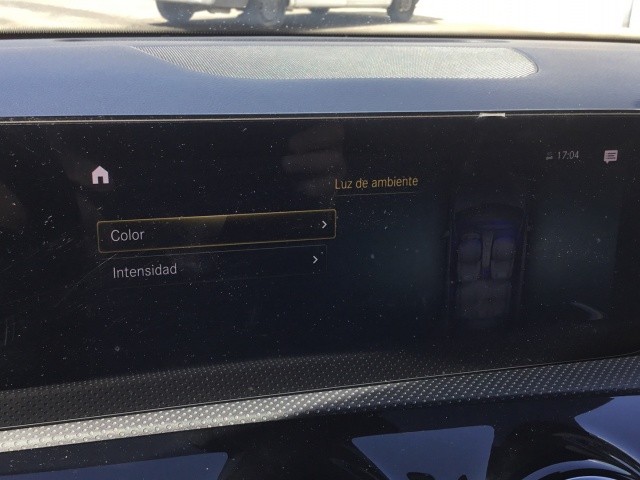 17:04
Luz de ambiente
Color
Intensidad